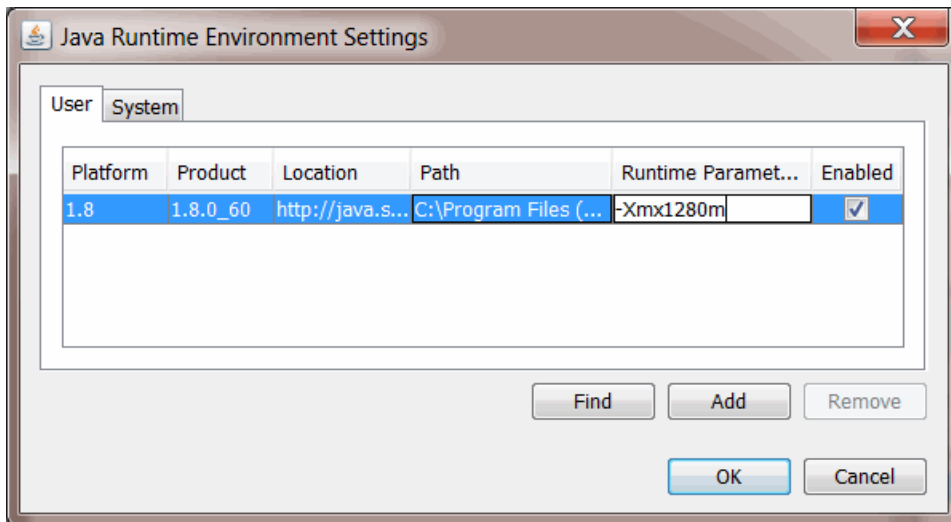 Java Runtime Environment Settings
X
User System
Platform Product Location Path Runtime Paramet... Enabled
1.8 1.8.0_60 http://java.s... C:\Program Files (... -Xmx1280m
Find Add Remove
OK Cancel